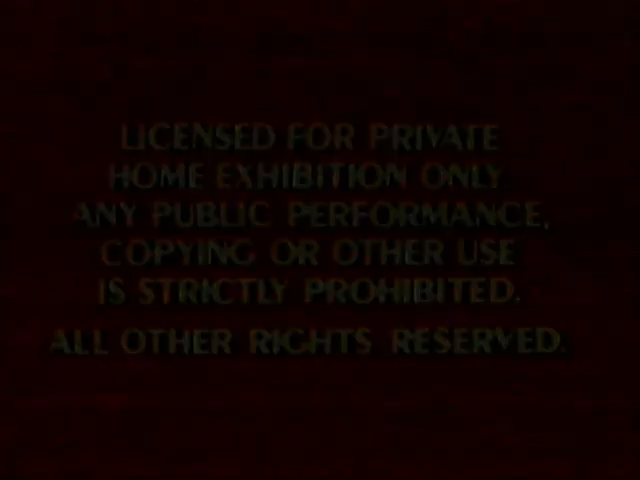 LICENSED FOR PRIVATE
HOME EXHIBITION ONLY.
ANY PUBLIC PERFORMANCE,
COPYING OR OTHER USE
IS STRICTLY PROHIBITED.
ALL OTHER RIGHTS RESERVED.